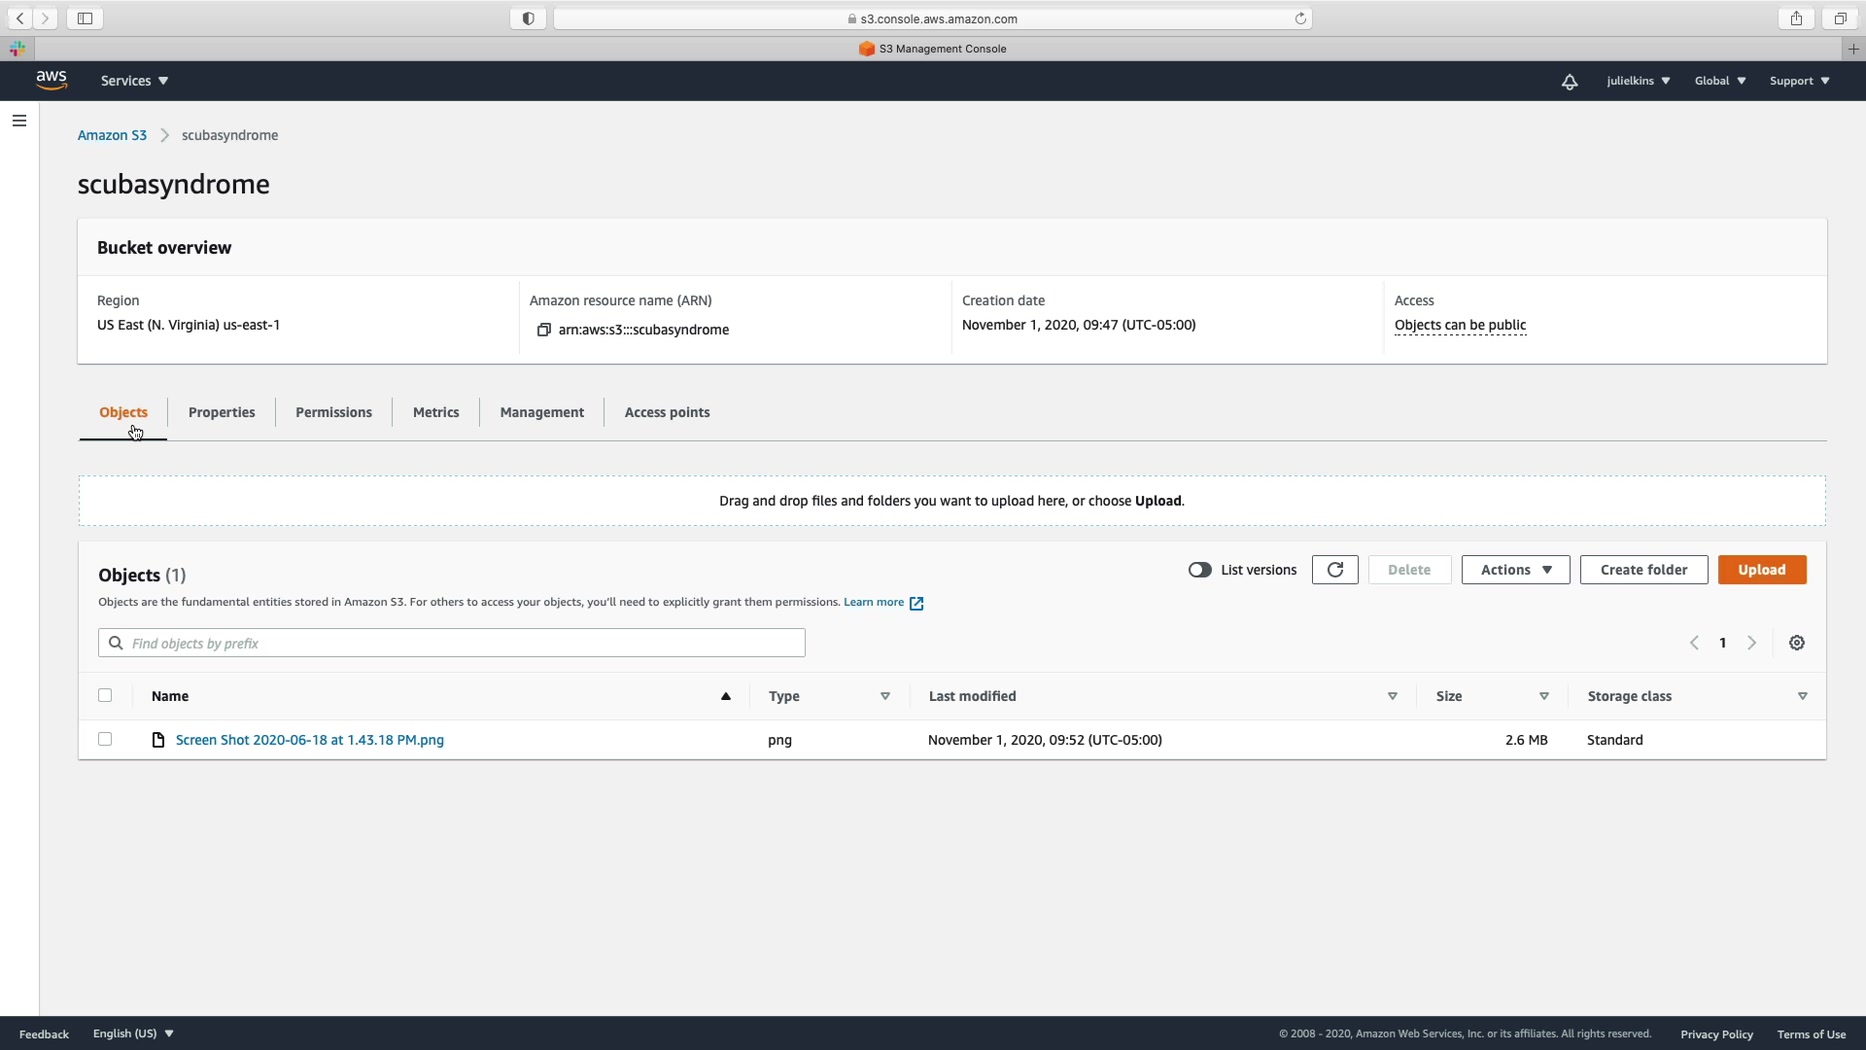 s3.console.aws.amazon.com
S3 Management Console
aws
Services
julielkins
Global
Support
Amazon S3
scubasyndrome
scubasyndrome
Bucket overview
Region
Amazon resource name (ARN)
Creation date
Access
US East (N. Virginia) us-east-1
arn:aws:s3:::scubasyndrome
November 1, 2020, 09:47 (UTC-05:00)
Objects can be public
Objects
Properties
Permissions
Metrics
Management
Access points
Drag and drop files and folders you want to upload here, or choose Upload.
Objects (1)
List versions
Delete
Actions
Create folder
Upload
Objects are the fundamental entities stored in Amazon S3. For others to access your objects, you'll need to explicitly grant them permissions. Learn more
Find objects by prefix
1
Name
Type
Last modified
Size
Storage class
Screen Shot 2020-06-18 at 1.43.18 PM.png
png
November 1, 2020, 09:52 (UTC-05:00)
2.6 MB
Standard
Feedback
English (US)
© 2008 - 2020, Amazon Web Services, Inc. or its affiliates. All rights reserved.
Privacy Policy
Terms of Use